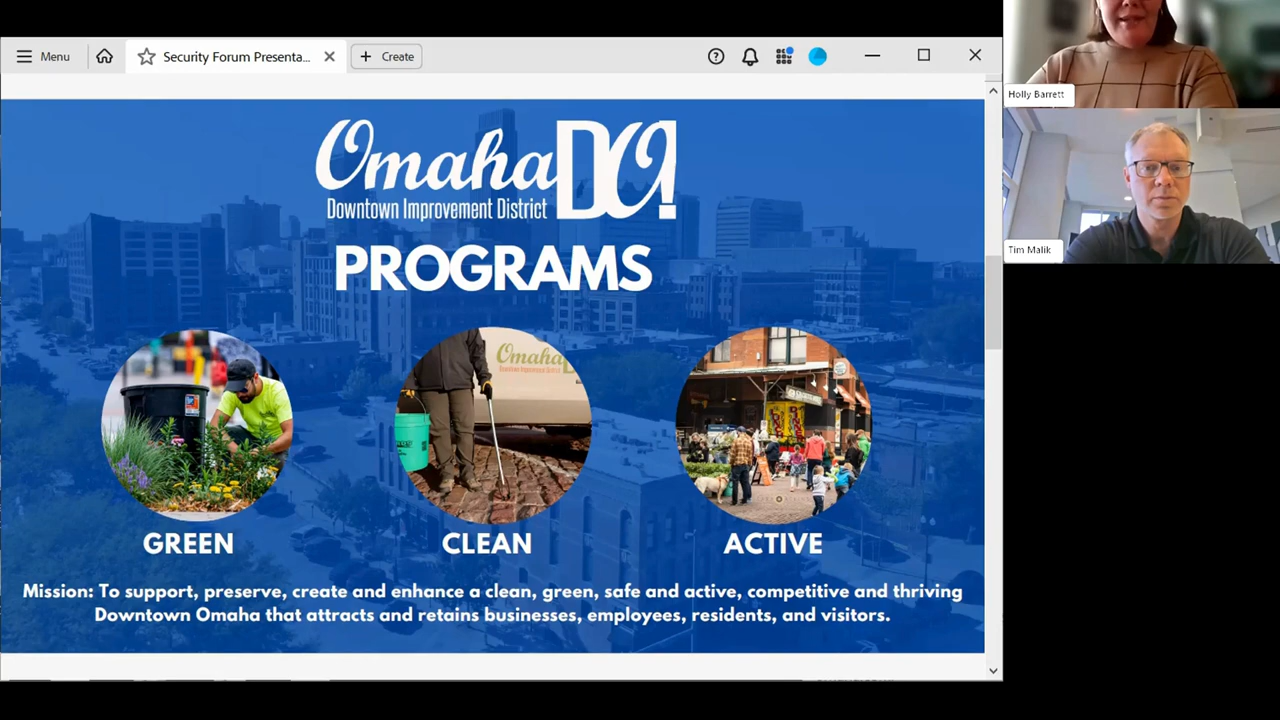 Menu
Security Forum Presenta...
Create
Holly Barrett
Tim Malik
Omaha DO!
Downtown Improvement District
PROGRAMS
Omaha
GREEN
CLEAN
ACTIVE
Mission: To support, preserve, create and enhance a clean, green, safe and active, competitive and thriving
Downtown Omaha that attracts and retains businesses, employees, residents, and visitors.